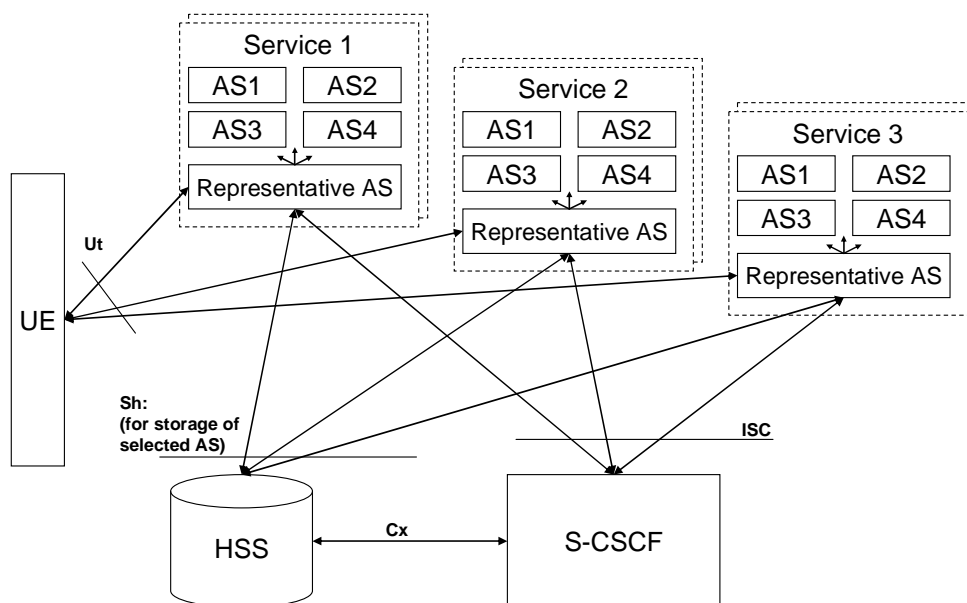 Service 1
AS1 AS2
AS3 AS4
Representative AS
Service 2
AS1 AS2
AS3 AS4
Representative AS
Service 3
AS1 AS2
AS3 AS4
Representative AS
Ut
UE
Sh:
(for storage of
selected AS)
ISC
HSS
Cx
S-CSCF